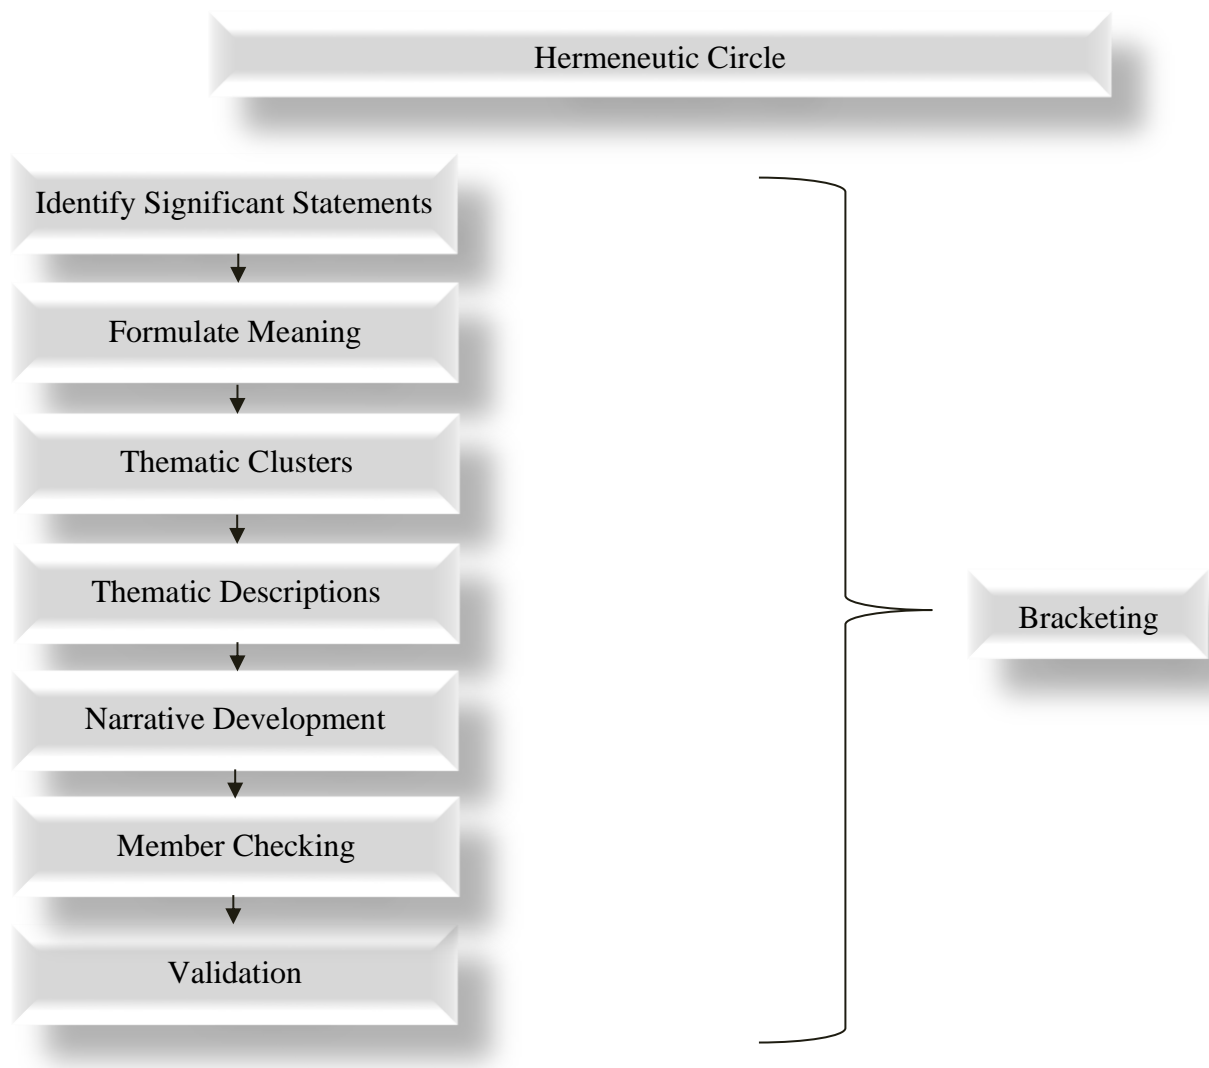 Hermeneutic Circle
Identify Significant Statements
Formulate Meaning
Thematic Clusters
Thematic Descriptions
Narrative Development
Member Checking
Validation
Bracketing